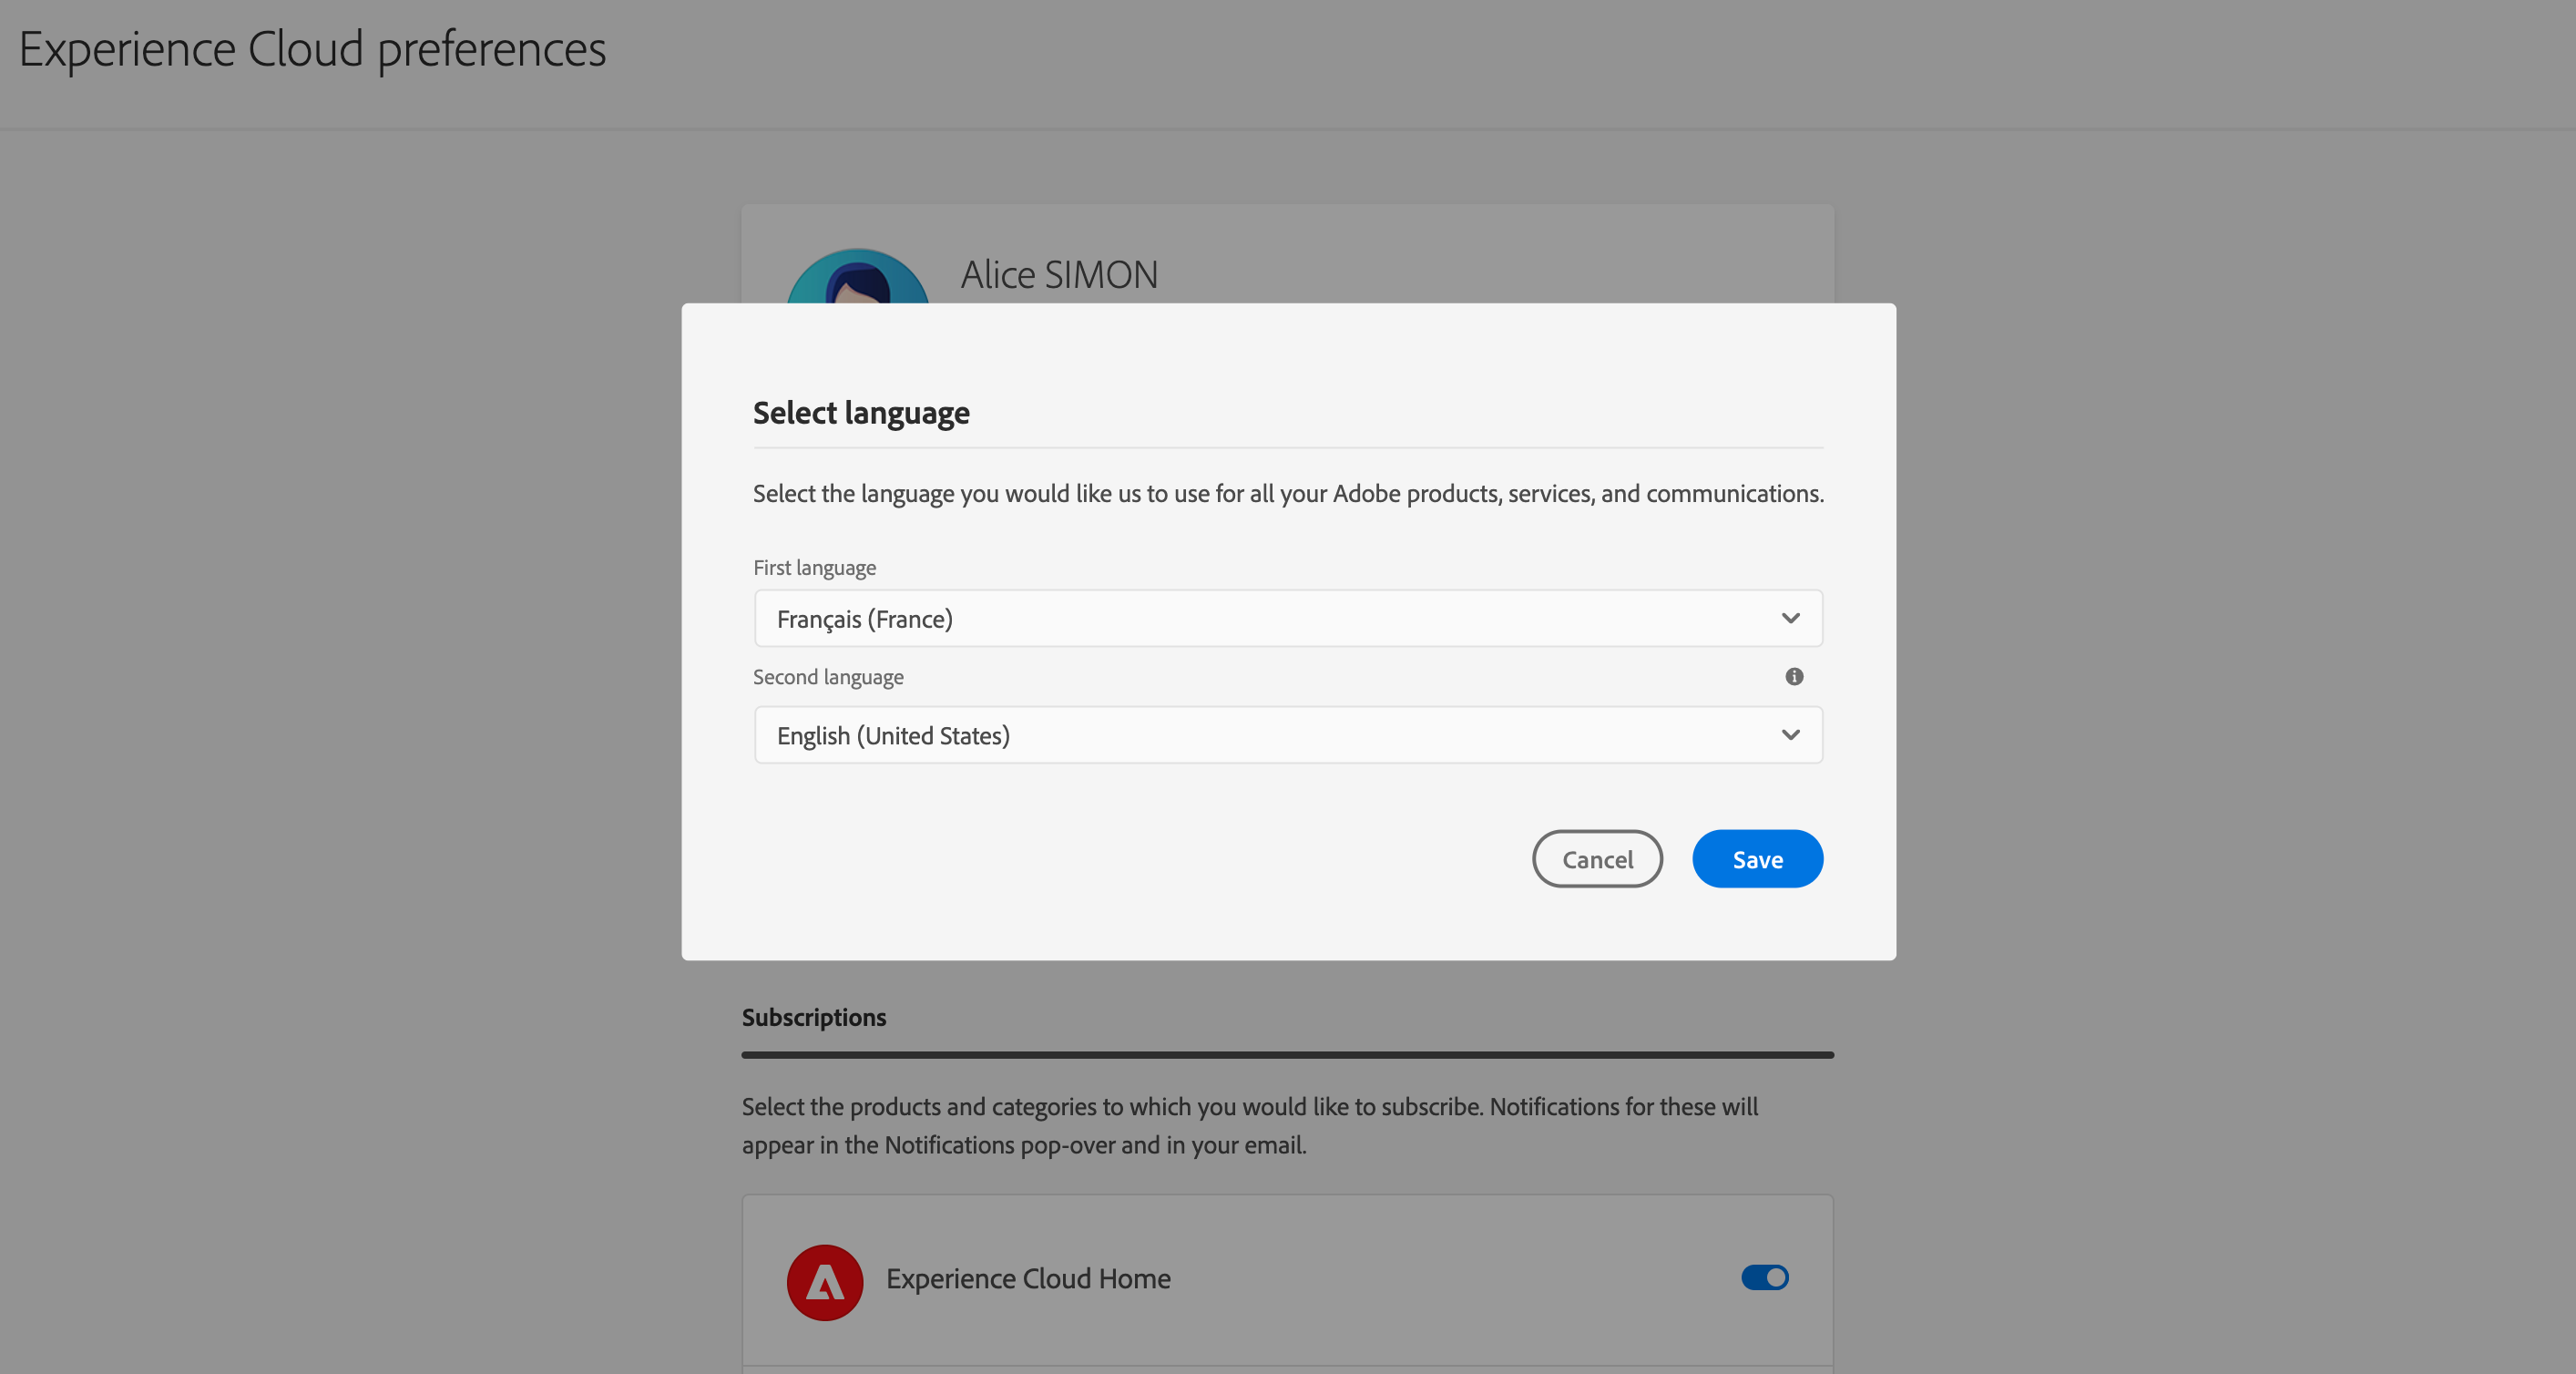 Experience Cloud preferences
Alice SIMON
Select language
Select the language you would like us to use for all your Adobe products, services, and communications.
First language
Français (France)
Second language
English (United States)
Cancel
Save
Subscriptions
Select the products and categories to which you would like to subscribe. Notifications for these will
appear in the Notifications pop-over and in your email.
Experience Cloud Home